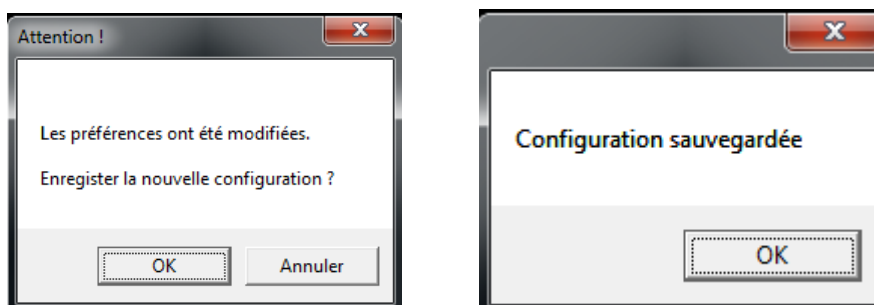 Attention !
Les préférences ont été modifiées.
Enregister la nouvelle configuration ?
OK
Annuler
Configuration sauvegardée
OK